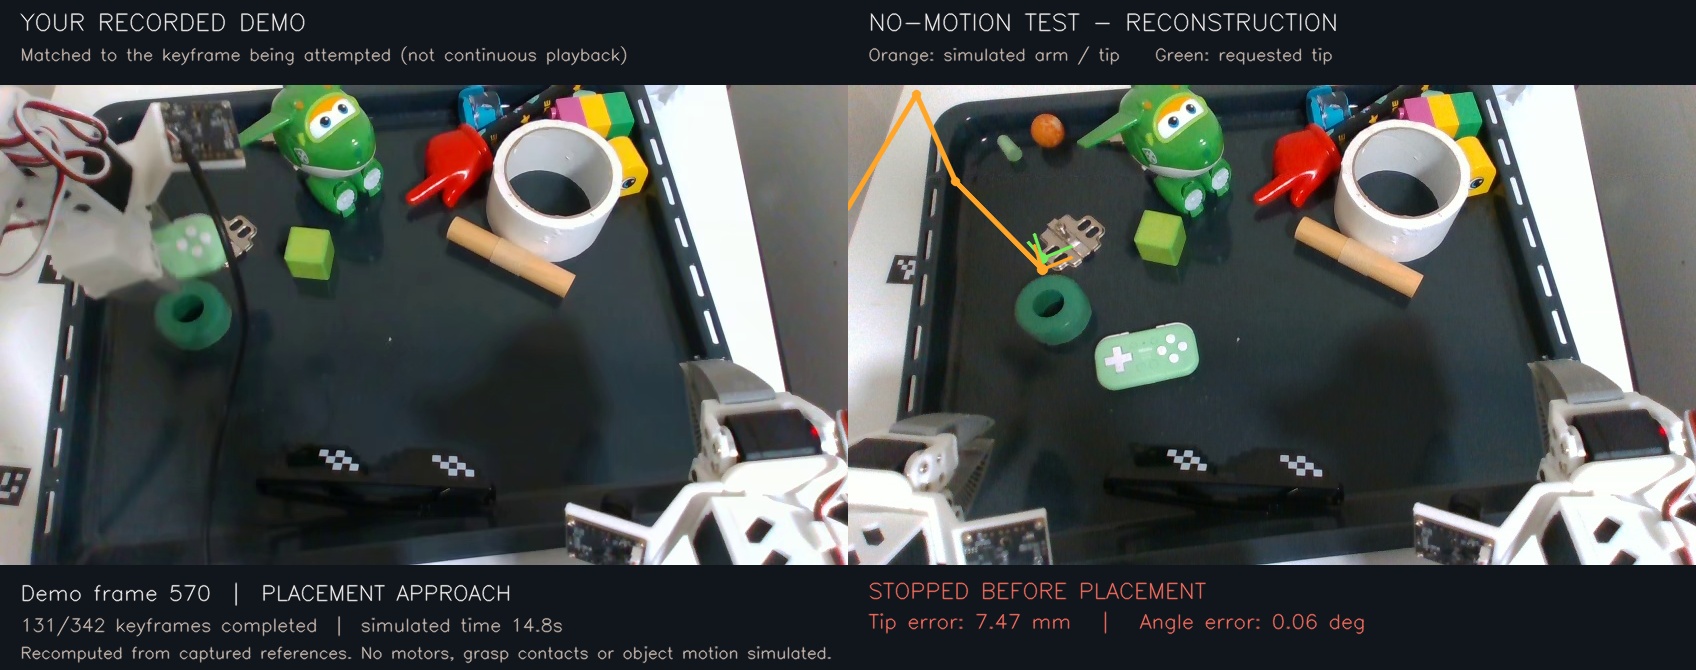 YOUR RECORDED DEMO
Matched to the keyframe being attempted (not continuous playback)
NO-MOTION TEST - RECONSTRUCTION
Orange: simulated arm / tip Green: requested tip
Demo frame 570 | PLACEMENT APPROACH
131/342 keyframes completed | simulated time 14.8s
Recomputed from captured references. No motors, grasp contacts or object motion simulated.
STOPPED BEFORE PLACEMENT
Tip error: 7.47 mm | Angle error: 0.06 deg